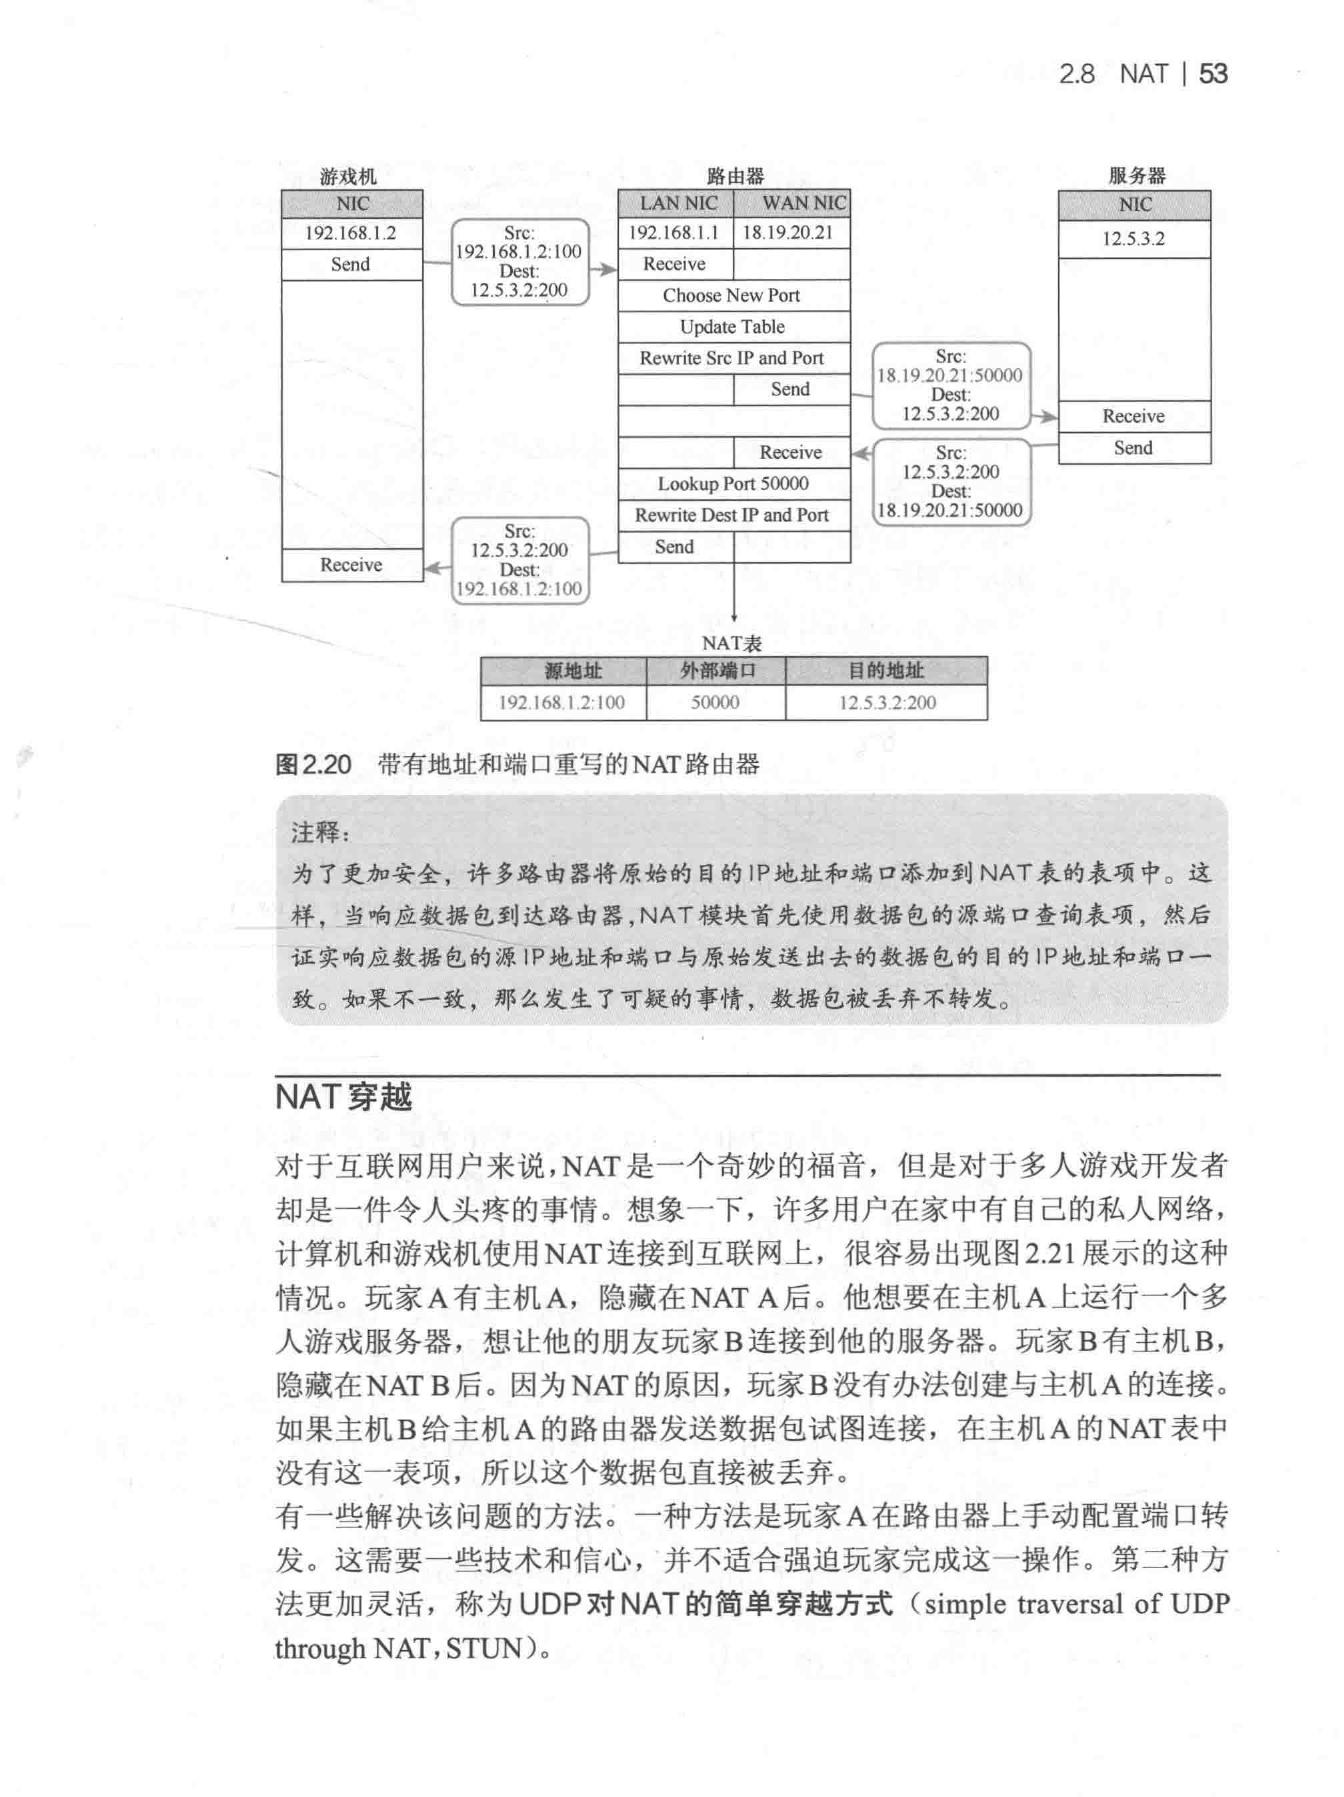 2.8 NAT | 53
游戏机
NIC
192.168.1.2
Send
Receive
Src:
192.168.1.2:100
Dest:
12.5.3.2:200
路由器
LAN NIC WAN NIC
192.168.1.1 18.19.20.21
Receive
Choose New Port
Update Table
Rewrite Src IP and Port
Send
Receive
Lookup Port 50000
Rewrite Dest IP and Port
Send
Src:
18.19.20.21:50000
Dest:
12.5.3.2:200
Src:
12.5.3.2:200
Dest:
18.19.20.21:50000
服务器
NIC
12.5.3.2
Receive
Send
Src:
12.5.3.2:200
Dest:
192.168.1.2:100
NAT表
源地址 外部端口 目的地址
192.168.1.2:100 50000 12.5.3.2:200
图2.20 带有地址和端口重写的NAT路由器
注释：
为了更加安全，许多路由器将原始的目的IP地址和端口添加到NAT表的表项中。这
样，当响应数据包到达路由器,NAT模块首先使用数据包的源端口查询表项，然后
证实响应数据包的源IP地址和端口与原始发送出去的数据包的目的IP地址和端口一
致。如果不一致，那么发生了可疑的事情，数据包被丢弃不转发。
NAT穿越
对于互联网用户来说,NAT是一个奇妙的福音，但是对于多人游戏开发者
却是一件令人头疼的事情。想象一下，许多用户在家中有自己的私人网络，
计算机和游戏机使用NAT连接到互联网上，很容易出现图2.21展示的这种
情况。玩家A有主机A，隐藏在NAT A后。他想要在主机A上运行一个多
人游戏服务器，想让他的朋友玩家B连接到他的服务器。玩家B有主机B，
隐藏在NAT B后。因为NAT的原因，玩家B没有办法创建与主机A的连接。
如果主机B给主机A的路由器发送数据包试图连接，在主机A的NAT表中
没有这一表项，所以这个数据包直接被丢弃。
有一些解决该问题的方法。一种方法是玩家A在路由器上手动配置端口转
发。这需要一些技术和信心，并不适合强迫玩家完成这一操作。第二种方
法更加灵活，称为UDP对NAT的简单穿越方式（simple traversal of UDP
through NAT,STUN）。